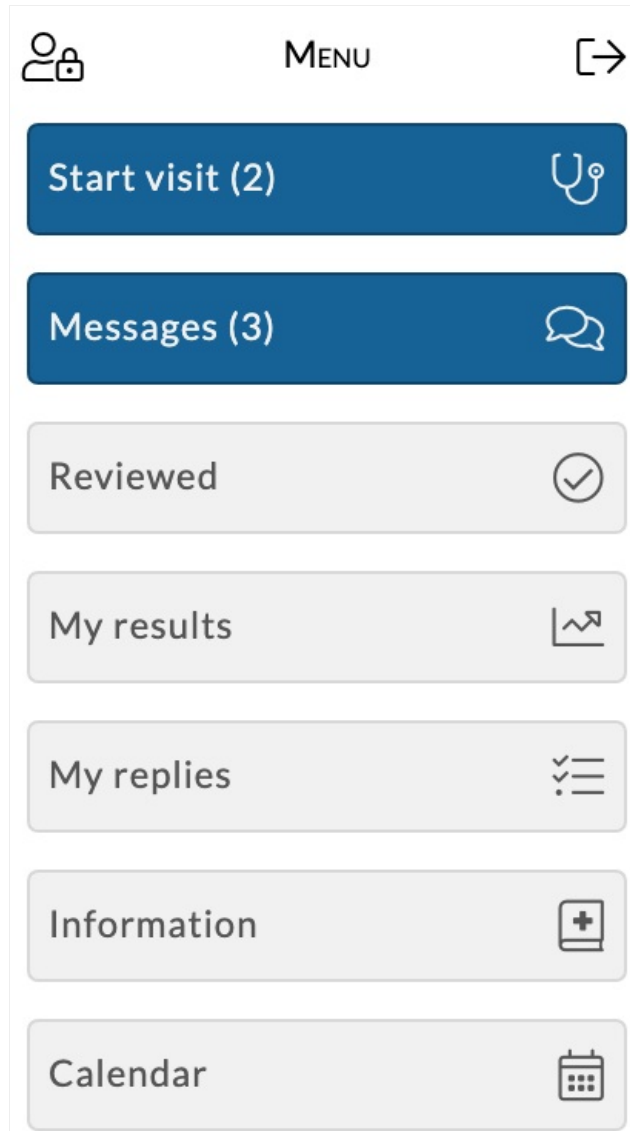 Menu
Start visit (2)
Messages (3)
Reviewed
My results
My replies
Information
Calendar